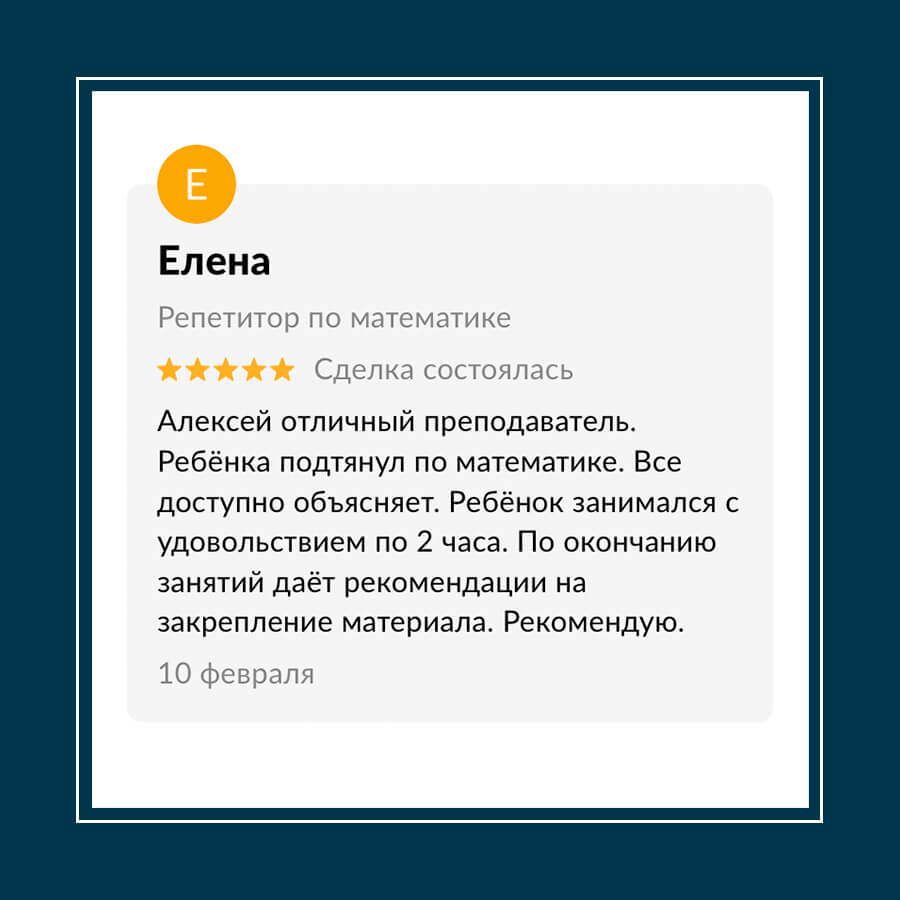 Е
Елена
Репетитор по математике
Сделка состоялась
Алексей отличный преподаватель.
Ребёнка подтянул по математике. Все
доступно объясняет. Ребёнок занимался с
удовольствием по 2 часа. По окончанию
занятий даёт рекомендации на
закрепление материала. Рекомендую.
10 февраля